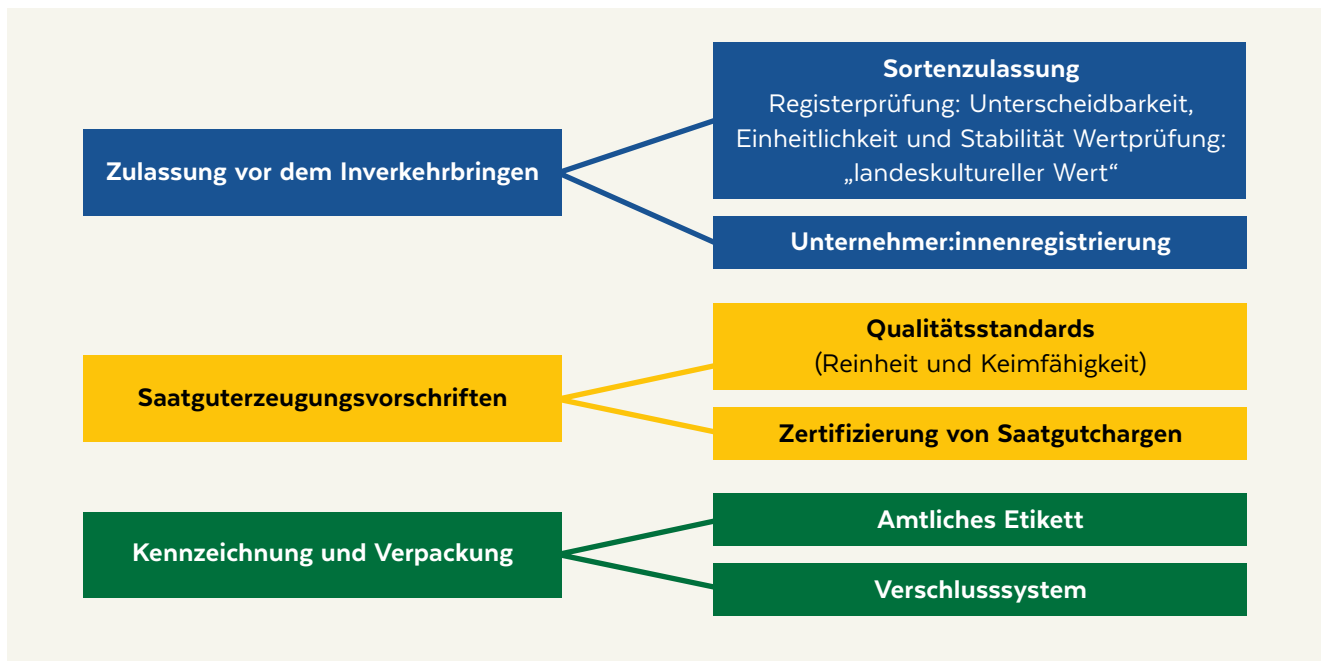 Zulassung vor dem Inverkehrbringen
Sortenzulassung
Registerprüfung: Unterscheidbarkeit,
Einheitlichkeit und Stabilität Wertprüfung:
„landeskultureller Wert“
Unternehmer:innenregistrierung
Saatguterzeugungsvorschriften
Qualitätsstandards
(Reinheit und Keimfähigkeit)
Zertifizierung von Saatgutchargen
Kennzeichnung und Verpackung
Amtliches Etikett
Verschlusssystem